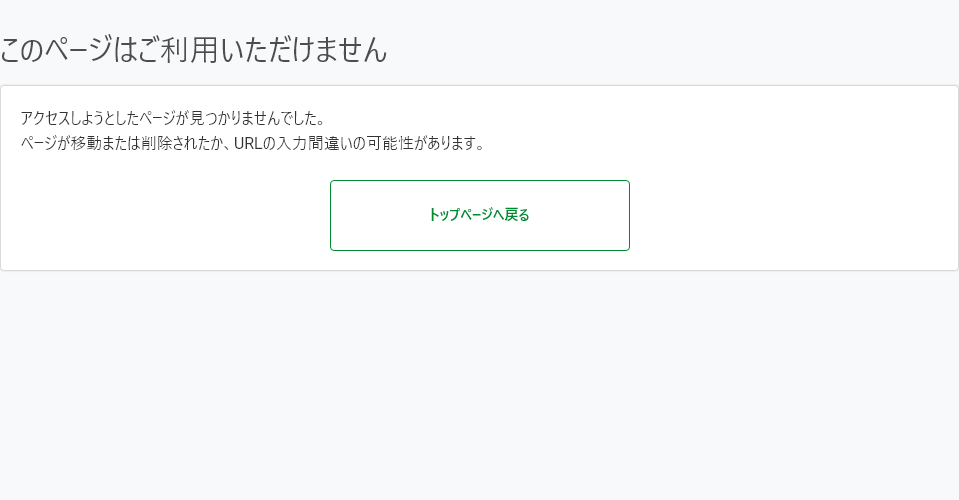 このページはご利用いただけません
アクセスしようとしたページが見つかりませんでした。
ページが移動または削除されたか、URLの入力間違いの可能性があります。
トップページへ戻る